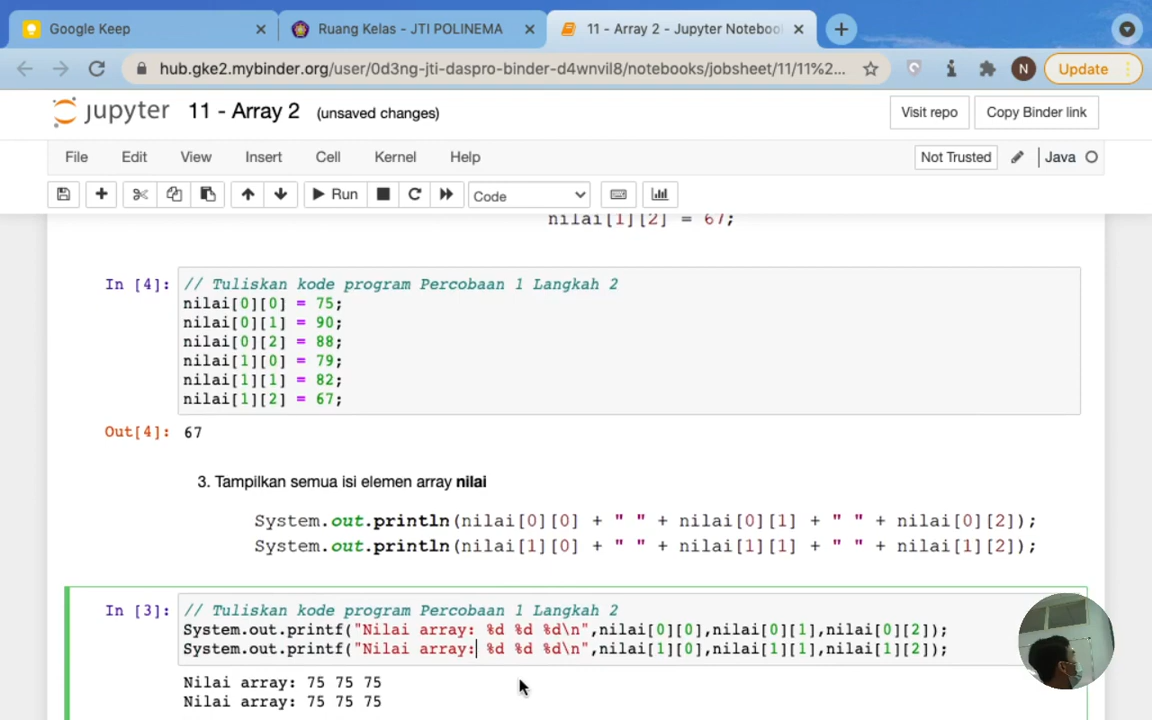 Google Keep
Ruang Kelas - JTI POLINEMA
11 - Array 2 - Jupyter Noteboo
hub.gke2.mybinder.org/user/0d3ng-jti-daspro-binder-d4wnvil8/notebooks/jobsheet/11/11%2...
N
Update
jupyter 11 - Array 2 (unsaved changes)
Visit repo
Copy Binder link
File Edit View Insert Cell Kernel Help
Not Trusted
Java
Run
Code
nilai[1][2] = 67;
In [4]:
// Tuliskan kode program Percobaan 1 Langkah 2
nilai[0][0] = 75;
nilai[0][1] = 90;
nilai[0][2] = 88;
nilai[1][0] = 79;
nilai[1][1] = 82;
nilai[1][2] = 67;
Out[4]: 67
3. Tampilkan semua isi elemen array nilai
System.out.println(nilai[0][0] + " " + nilai[0][1] + " " + nilai[0][2]);
System.out.println(nilai[1][0] + " " + nilai[1][1] + " " + nilai[1][2]);
In [3]:
// Tuliskan kode program Percobaan 1 Langkah 2
System.out.printf("Nilai array: %d %d %d\n",nilai[0][0],nilai[0][1],nilai[0][2]);
System.out.printf("Nilai array: %d %d %d\n",nilai[1][0],nilai[1][1],nilai[1][2]);
Nilai array: 75 75 75
Nilai array: 75 75 75